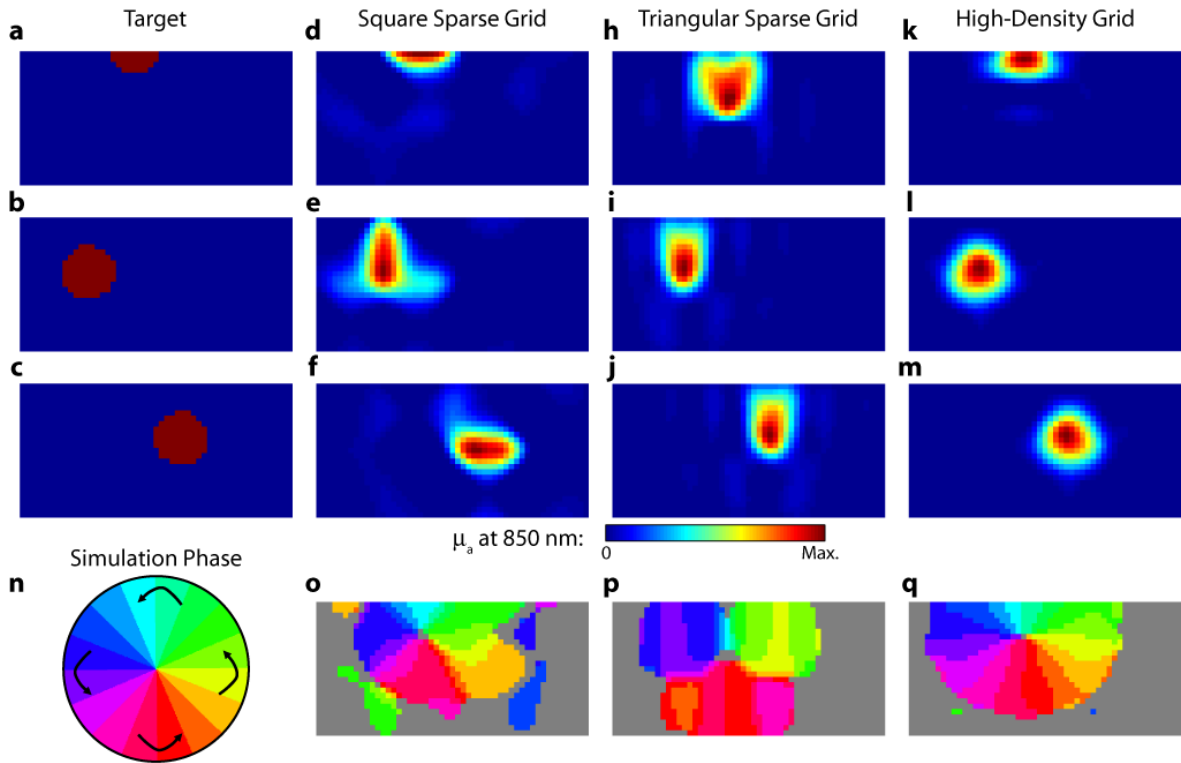 Target
Square Sparse Grid
Triangular Sparse Grid
High-Density Grid
a
d
h
k
b
e
i
l
c
f
j
m
μa at 850 nm:
0
Max.
Simulation Phase
n
o
p
q